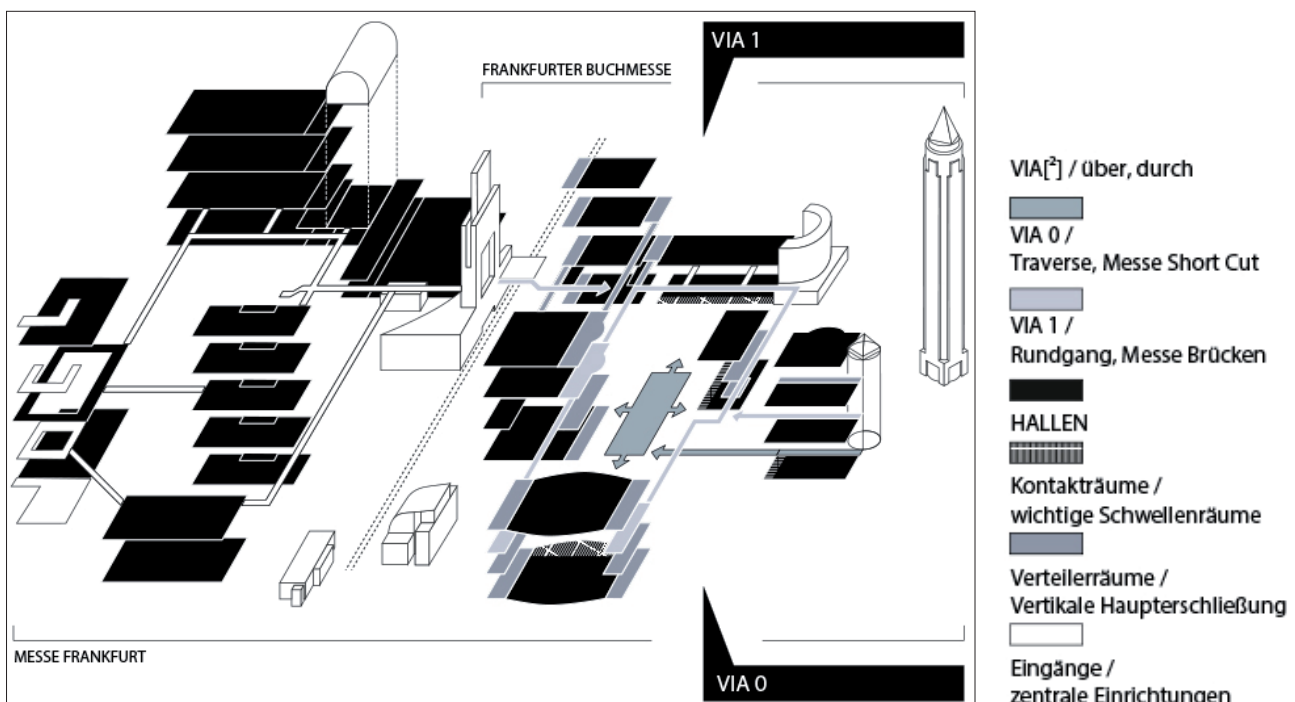 VIA 1
FRANKFURTER BUCHMESSE
MESSE FRANKFURT
VIA 0
VIA[²] / über, durch
VIA 0 /
Traverse, Messe Short Cut
VIA 1 /
Rundgang, Messe Brücken
HALLEN
Kontakträume /
wichtige Schwellenräume
Verteilerräume /
Vertikale Haupterschließung
Eingänge /
zentrale Einrichtungen